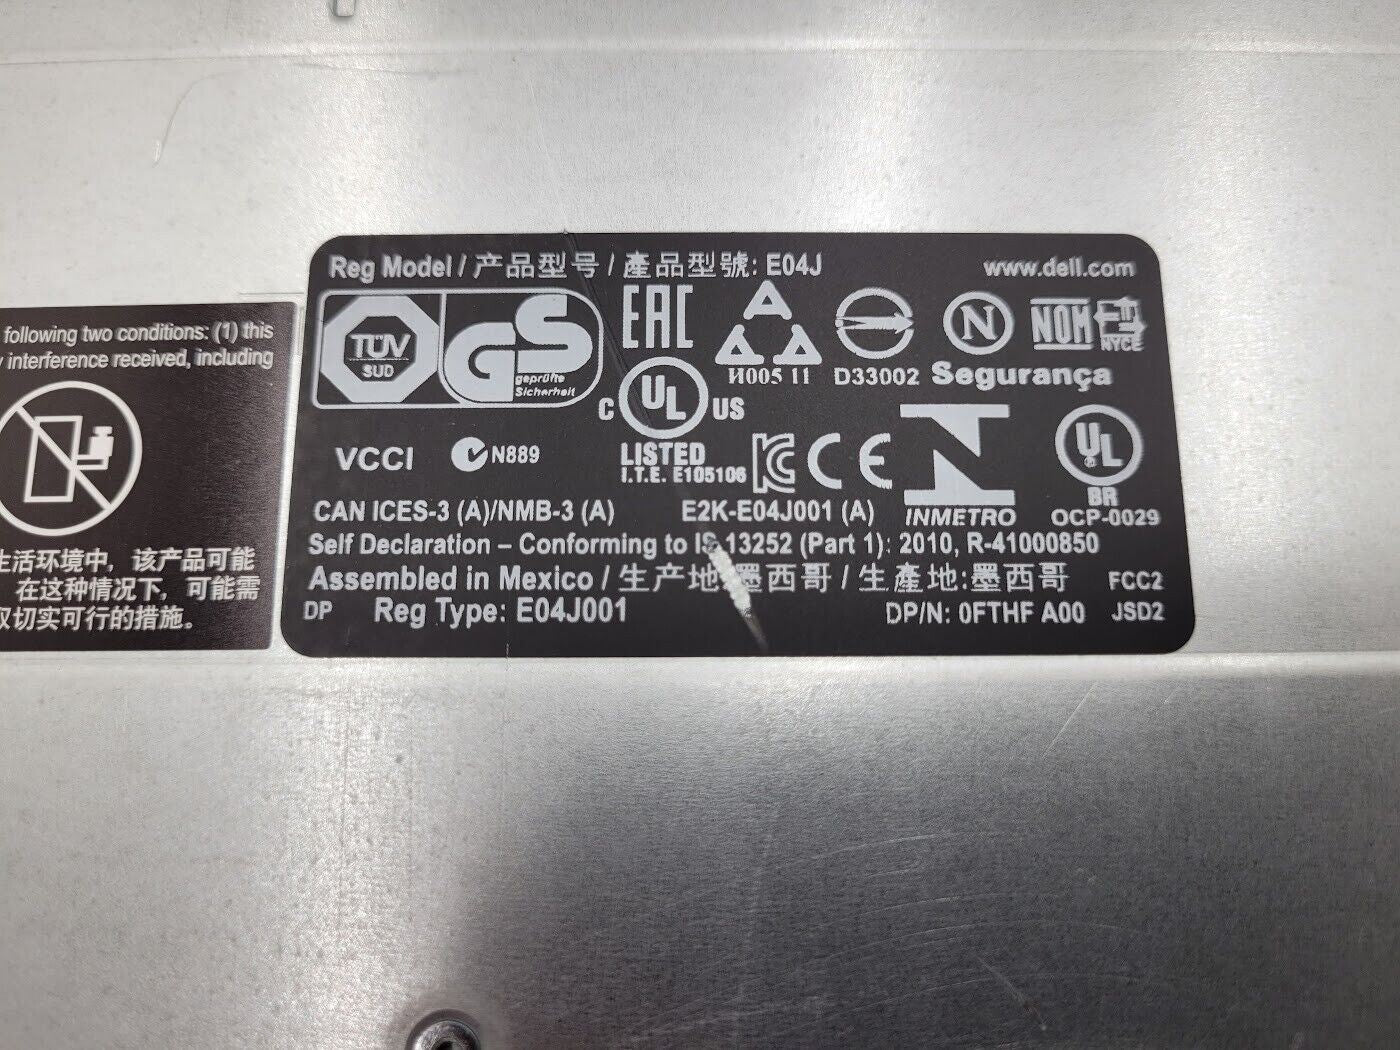 Reg Model / 产品型号 / 產品型號: E04J
www.dell.com
TÜV
SUD
GS
geprüfte
Sicherheit
EAC
И005 11
D33002
N
Segurança
NOM
NYCE
C UL US
LISTED
I.T.E. E105106
VCCI
N889
CE
INMETRO
UL
BR
OCP-0029
CAN ICES-3 (A)/NMB-3 (A)
E2K-E04J001 (A)
Self Declaration – Conforming to IS 13252 (Part 1): 2010, R-41000850
Assembled in Mexico / 生产地:墨西哥 / 生產地:墨西哥
FCC2
DP
Reg Type: E04J001
DP/N: 0FTHF A00
JSD2
following two conditions: (1) this
interference received, including
生活环境中，该产品可能
在这种情况下，可能需
取切实可行的措施。